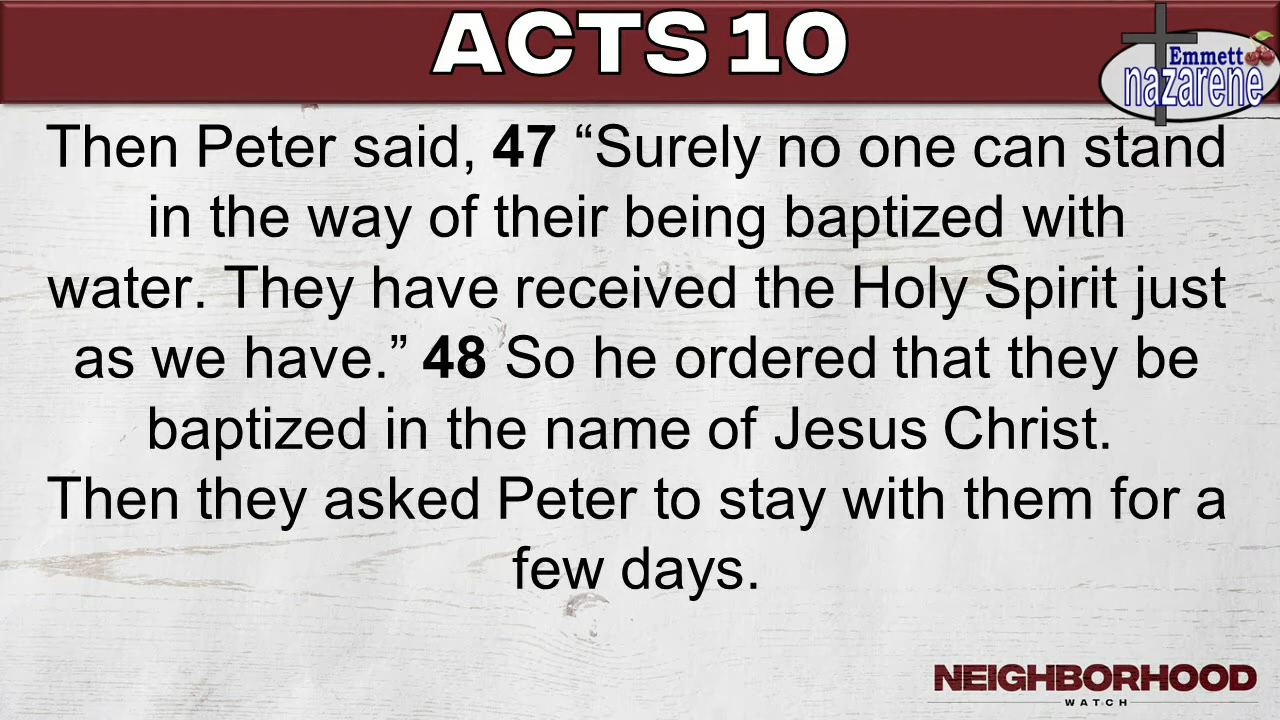 ACTS 10
Emmett
nazarene
Then Peter said, 47 “Surely no one can stand
in the way of their being baptized with
water. They have received the Holy Spirit just
as we have.” 48 So he ordered that they be
baptized in the name of Jesus Christ.
Then they asked Peter to stay with them for a
few days.
NEIGHBORHOOD
WATCH